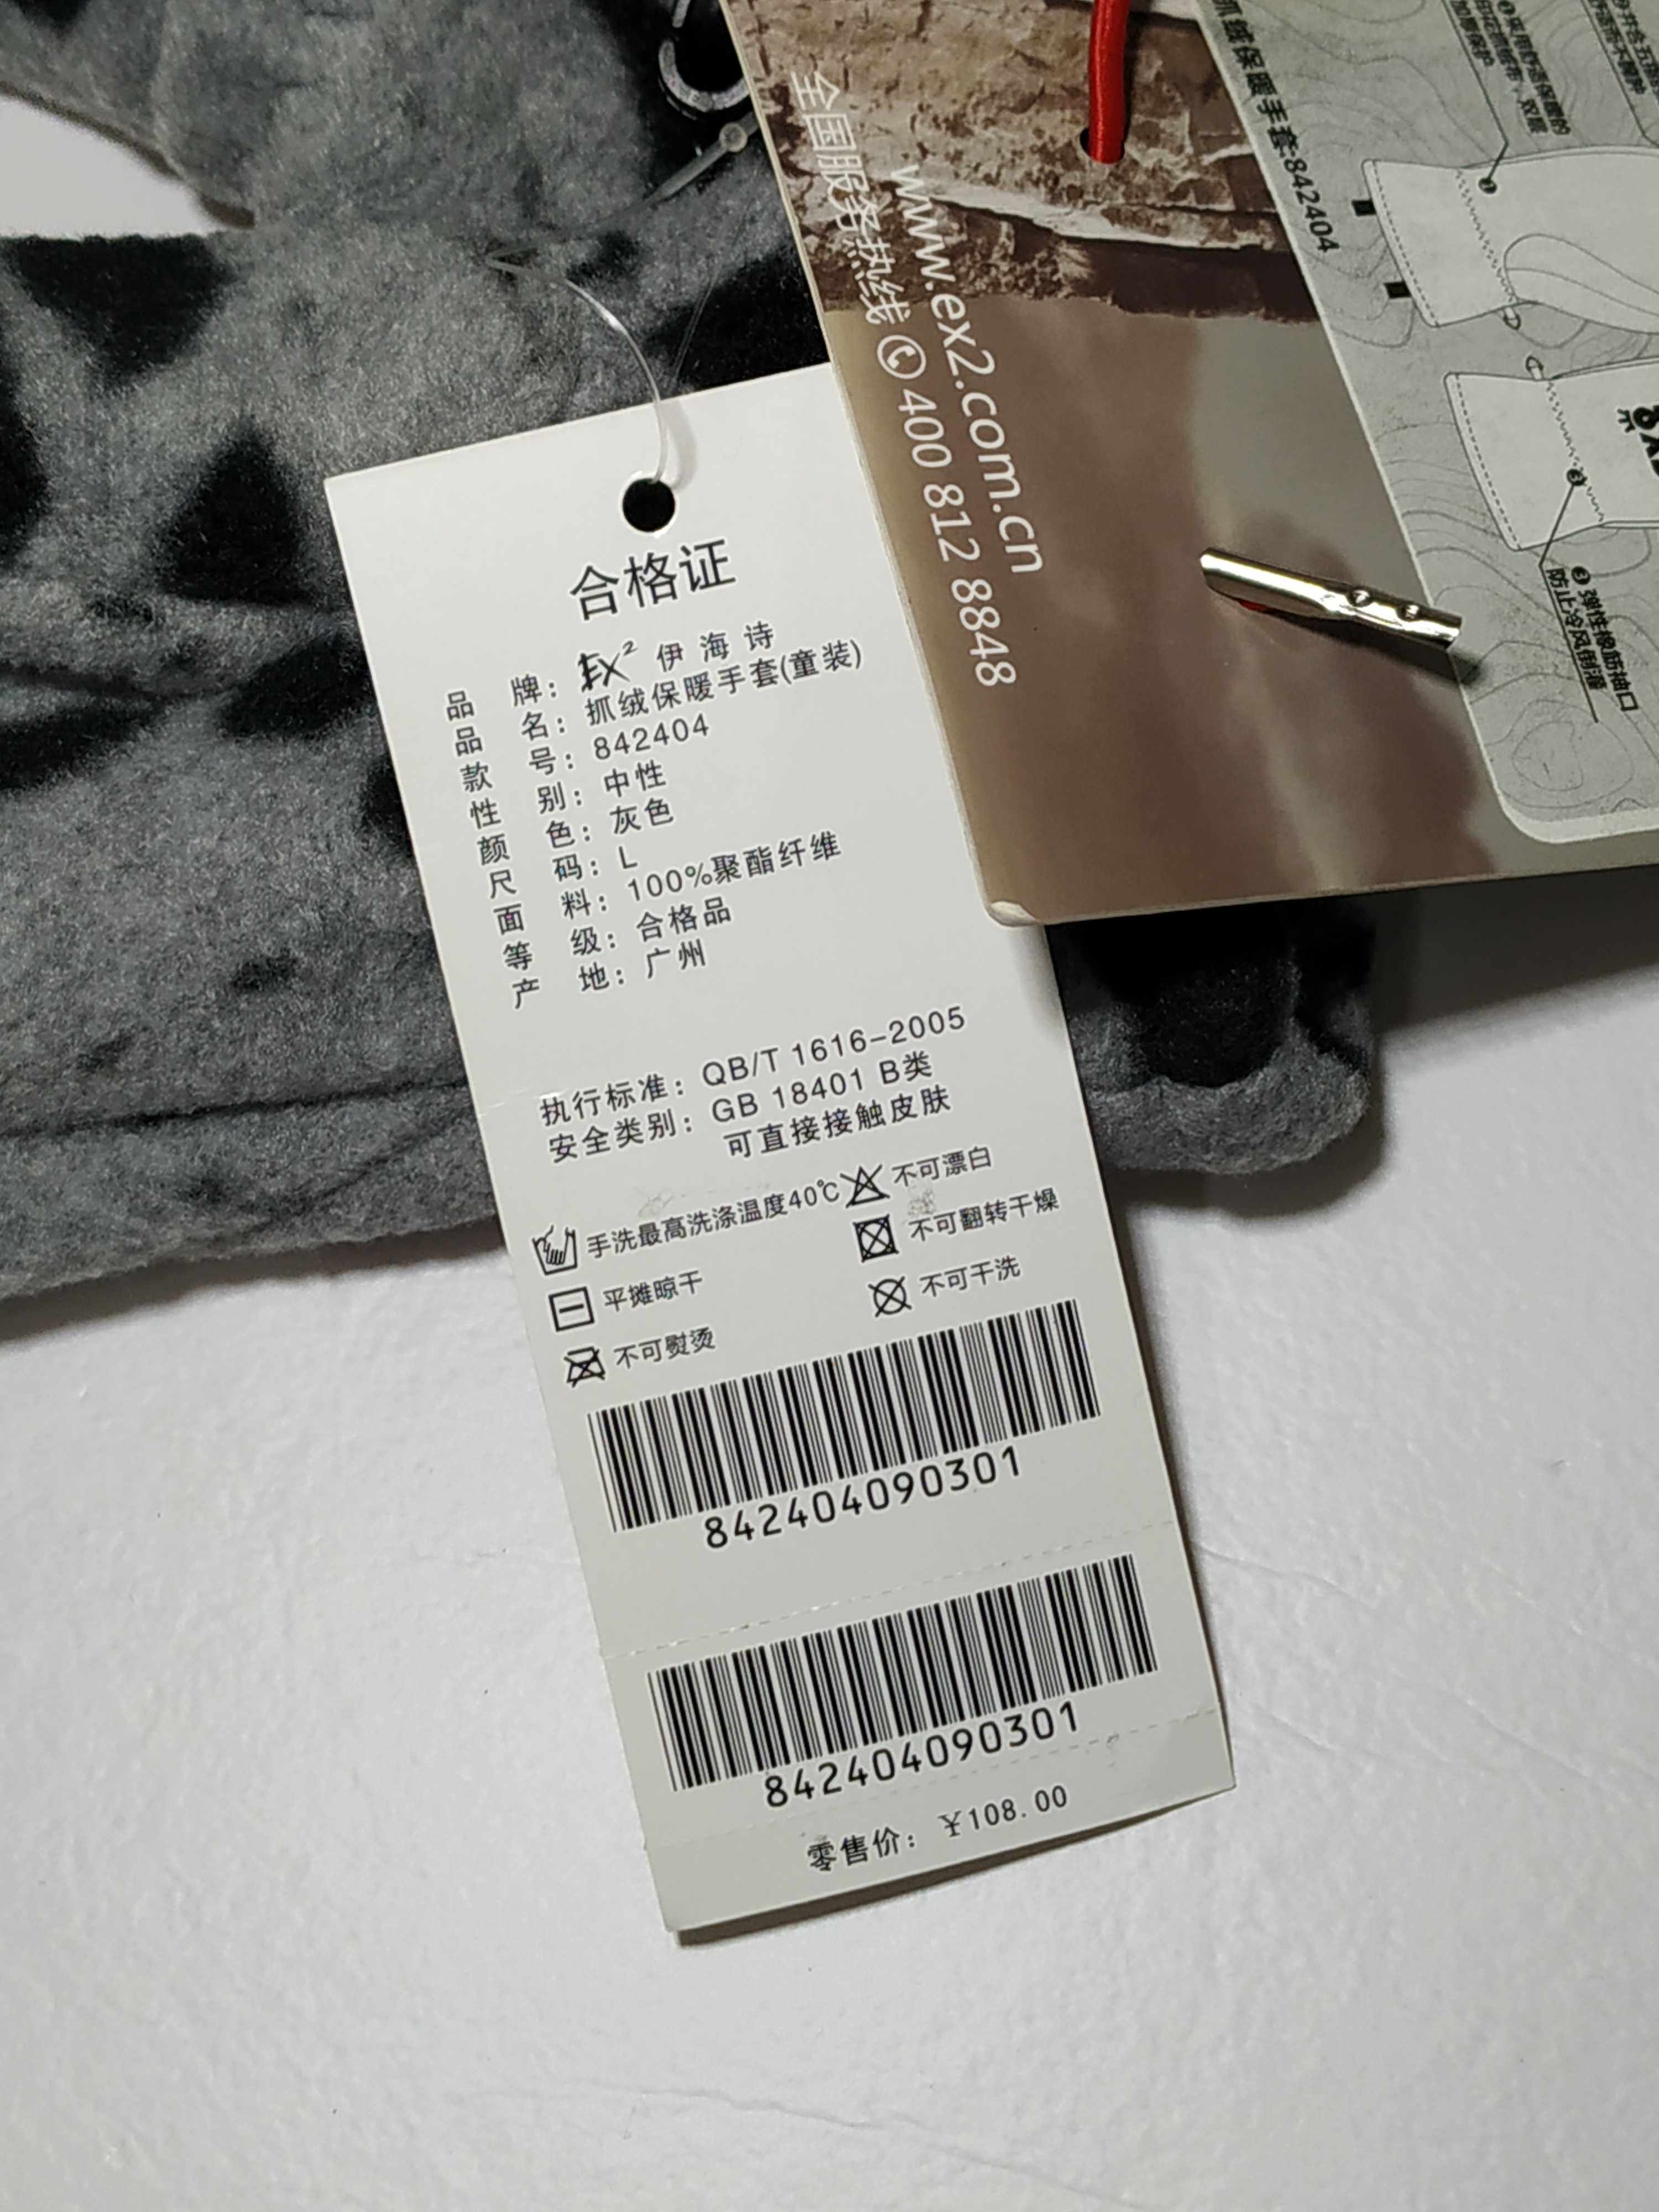 合格证
品牌：EX² 伊海诗
品名：抓绒保暖手套(童装)
款号：842404
性别：中性
颜色：灰色
尺码：L
面料：100%聚酯纤维
等级：合格品
产地：广州
执行标准：QB/T 1616-2005
安全类别：GB 18401 B类
可直接接触皮肤
手洗最高洗涤温度40℃ 不可漂白
不可翻转干燥
平摊晾干
不可干洗
不可熨烫
842404090301
842404090301
零售价：¥108.00
www.ex2.com.cn
全国服务热线 400 812 8848
抓绒保暖手套:842404
❸ 弹性橡筋抽口
防止冷风倒灌